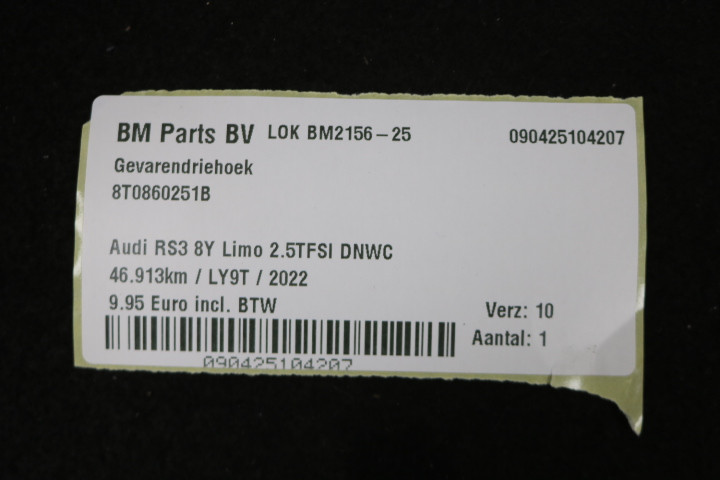 BM Parts BV LOK BM2156-25 090425104207
Gevarendriehoek
8T0860251B
Audi RS3 8Y Limo 2.5TFSI DNWC
46.913km / LY9T / 2022
9.95 Euro incl. BTW Verz: 10
Aantal: 1
090425104207